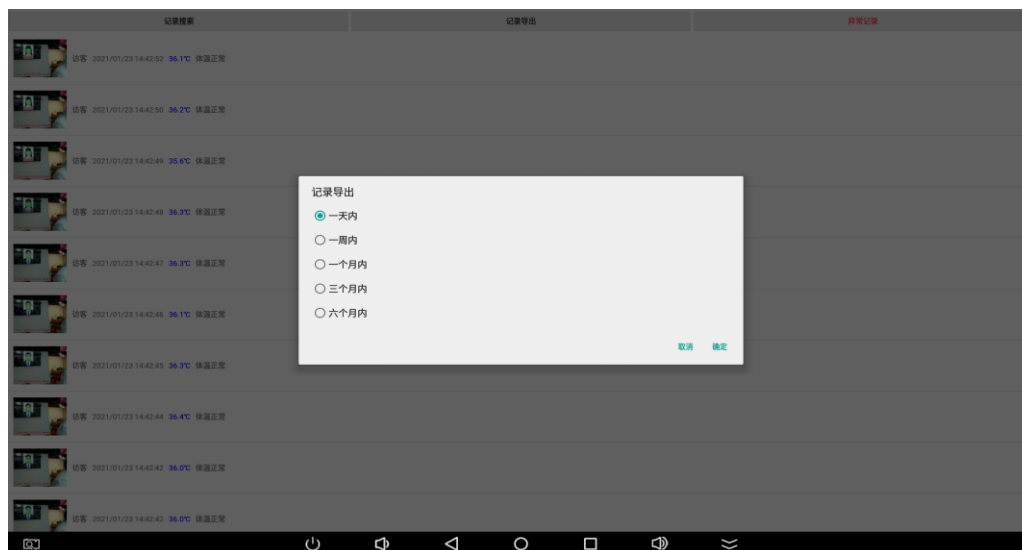 记录搜索 记录导出 异常记录
访客 2021/01/23 14:42:52 36.1℃ 体温正常
访客 2021/01/23 14:42:50 36.2℃ 体温正常
访客 2021/01/23 14:42:49 35.6℃ 体温正常
访客 2021/01/23 14:42:48 36.3℃ 体温正常
访客 2021/01/23 14:42:47 36.3℃ 体温正常
访客 2021/01/23 14:42:46 36.1℃ 体温正常
访客 2021/01/23 14:42:45 36.3℃ 体温正常
访客 2021/01/23 14:42:44 36.4℃ 体温正常
访客 2021/01/23 14:42:42 36.0℃ 体温正常
访客 2021/01/23 14:42:42 36.0℃ 体温正常
记录导出
一天内
一周内
一个月内
三个月内
六个月内
取消 确定